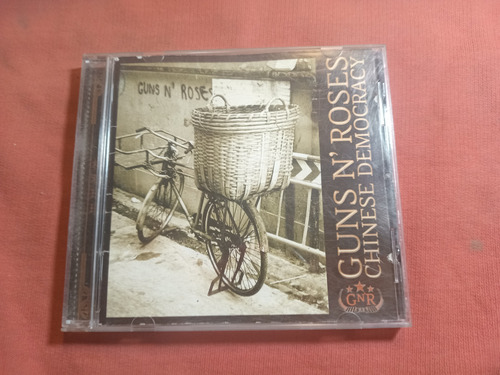 GUNS N' ROSES
GUNS N' ROSES
CHINESE DEMOCRACY
GNR